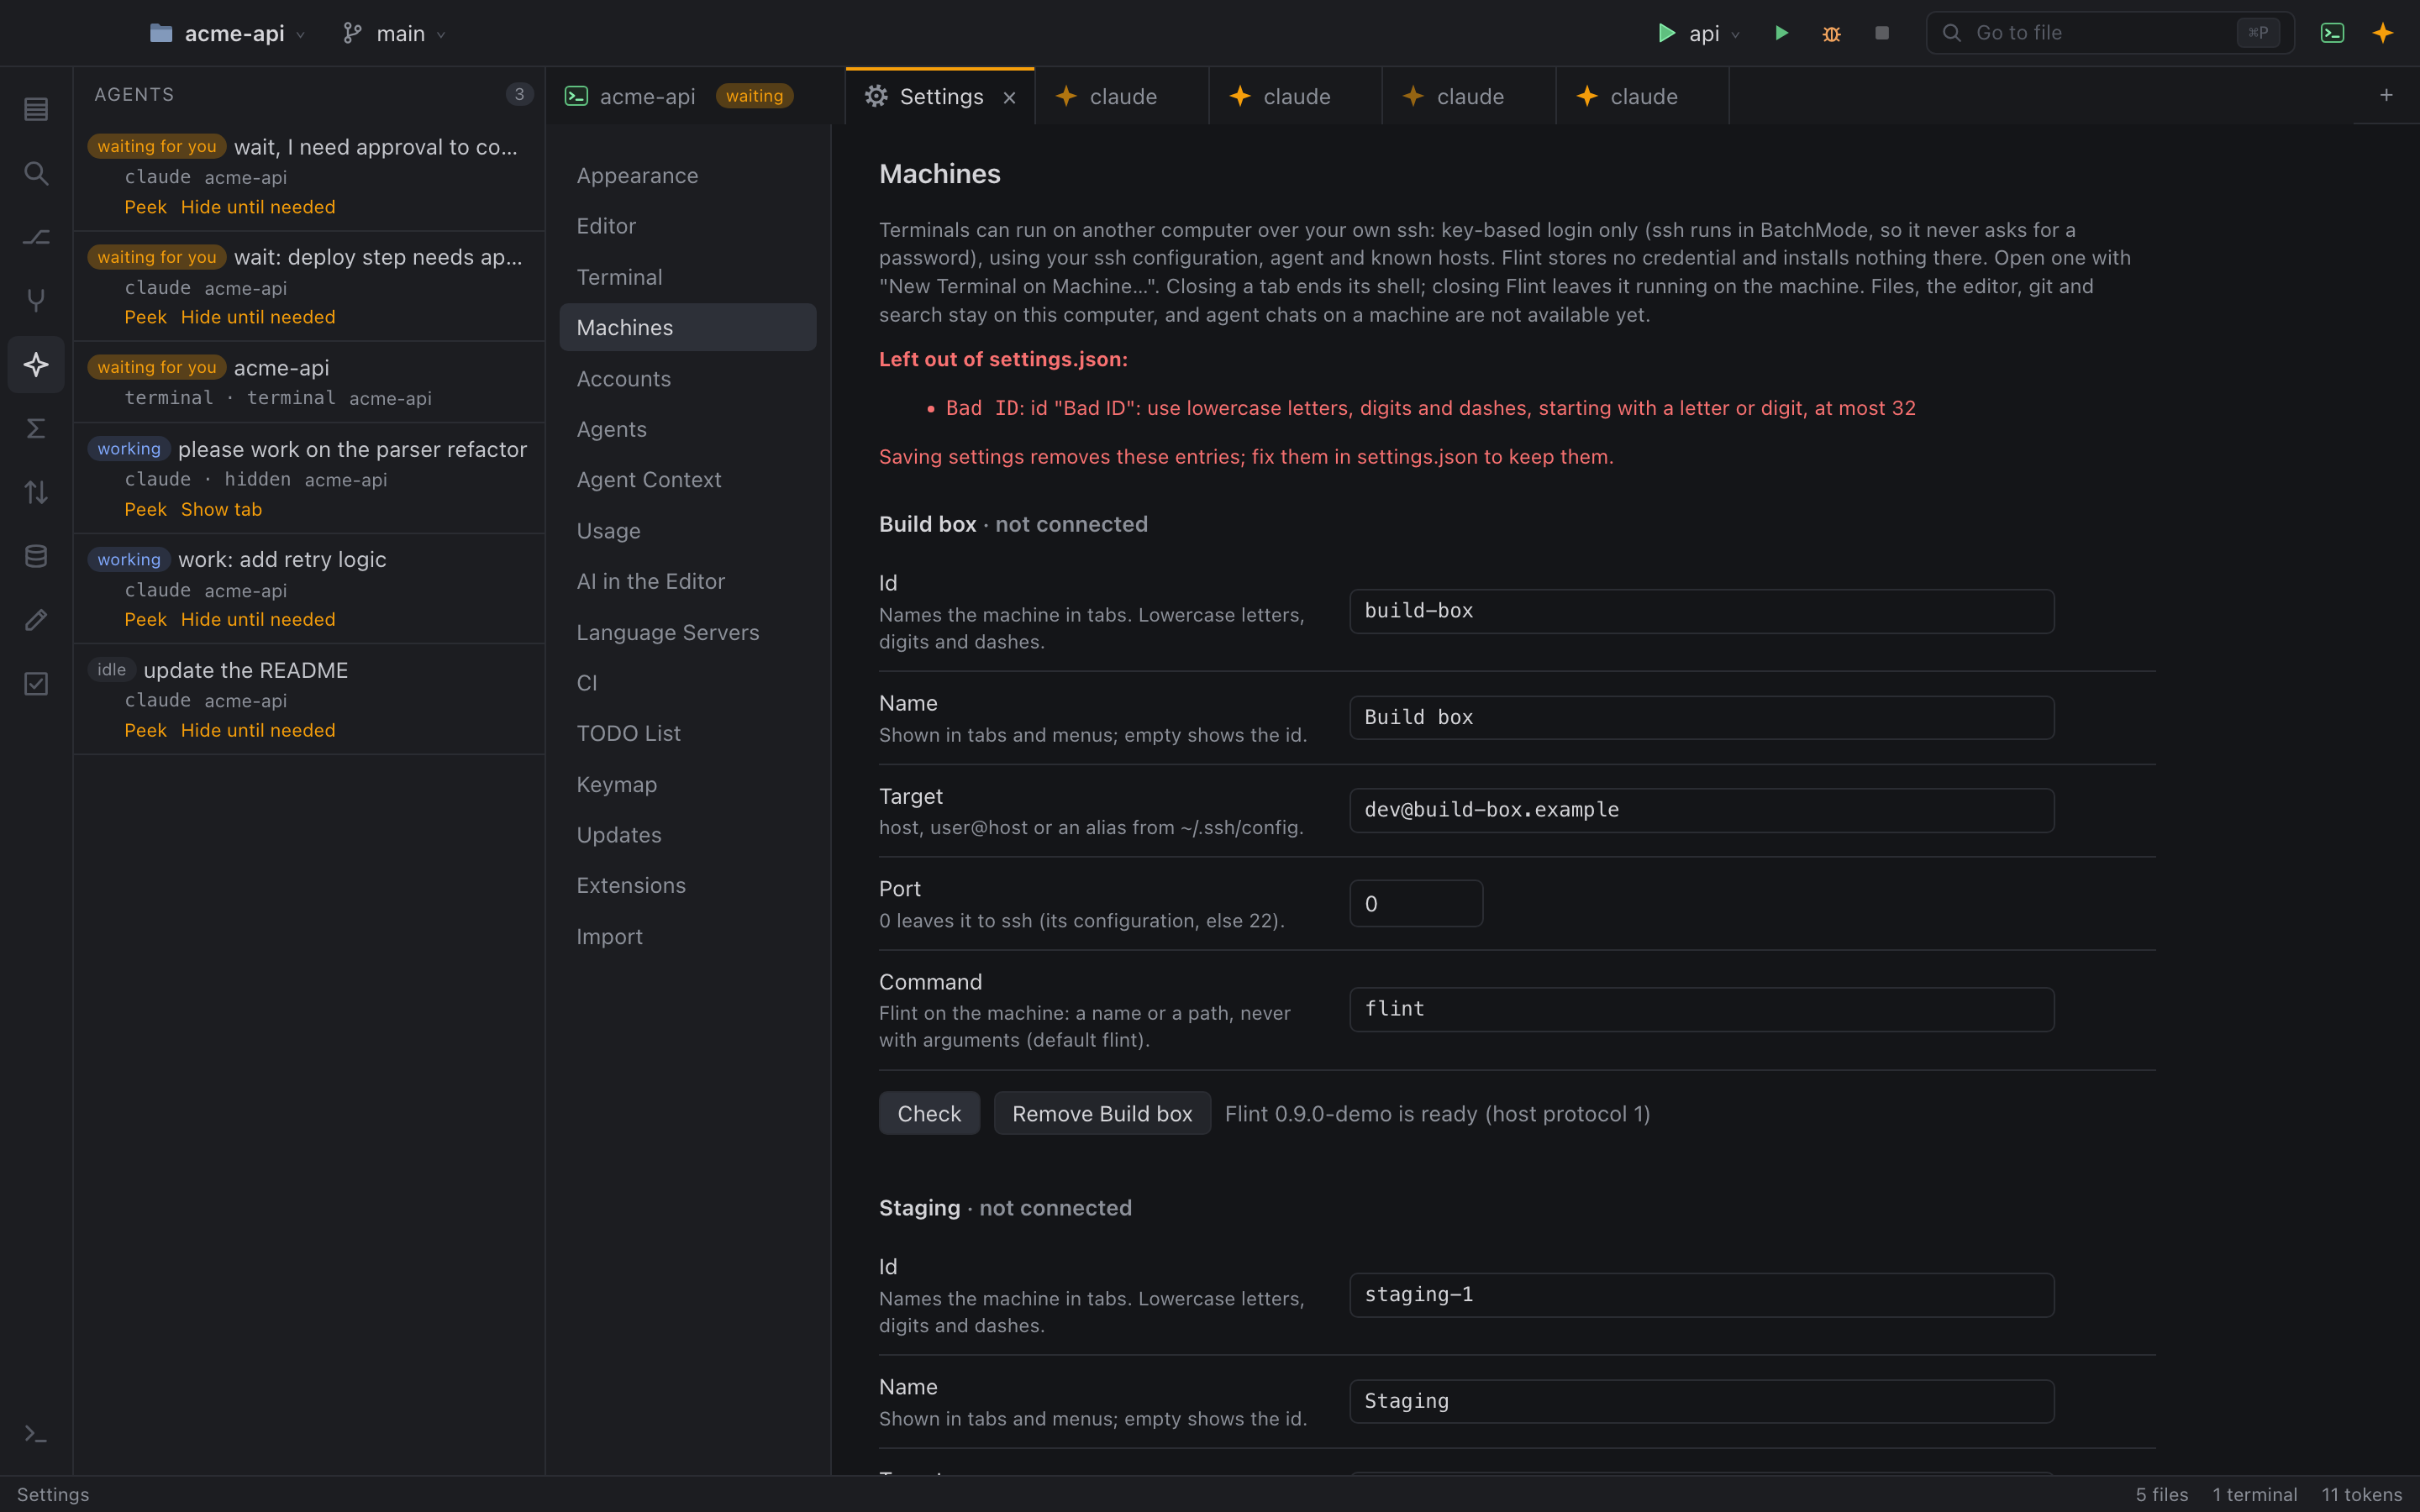 acme-api
main
api
Go to file
⌘P
AGENTS
3
waiting for you wait, I need approval to co...
claude acme-api
Peek Hide until needed
waiting for you wait: deploy step needs ap...
claude acme-api
Peek Hide until needed
waiting for you acme-api
terminal · terminal acme-api
working please work on the parser refactor
claude · hidden acme-api
Peek Show tab
working work: add retry logic
claude acme-api
Peek Hide until needed
idle update the README
claude acme-api
Peek Hide until needed
acme-api waiting
Settings
claude
claude
claude
claude
Appearance
Editor
Terminal
Machines
Accounts
Agents
Agent Context
Usage
AI in the Editor
Language Servers
CI
TODO List
Keymap
Updates
Extensions
Import
Machines
Terminals can run on another computer over your own ssh: key-based login only (ssh runs in BatchMode, so it never asks for a
password), using your ssh configuration, agent and known hosts. Flint stores no credential and installs nothing there. Open one with
"New Terminal on Machine...". Closing a tab ends its shell; closing Flint leaves it running on the machine. Files, the editor, git and
search stay on this computer, and agent chats on a machine are not available yet.
Left out of settings.json:
• Bad ID: id "Bad ID": use lowercase letters, digits and dashes, starting with a letter or digit, at most 32
Saving settings removes these entries; fix them in settings.json to keep them.
Build box · not connected
Id
Names the machine in tabs. Lowercase letters,
digits and dashes.
build-box
Name
Shown in tabs and menus; empty shows the id.
Build box
Target
host, user@host or an alias from ~/.ssh/config.
dev@build-box.example
Port
0 leaves it to ssh (its configuration, else 22).
0
Command
Flint on the machine: a name or a path, never
with arguments (default flint).
flint
Check
Remove Build box
Flint 0.9.0-demo is ready (host protocol 1)
Staging · not connected
Id
Names the machine in tabs. Lowercase letters,
digits and dashes.
staging-1
Name
Shown in tabs and menus; empty shows the id.
Staging
Settings
5 files
1 terminal
11 tokens